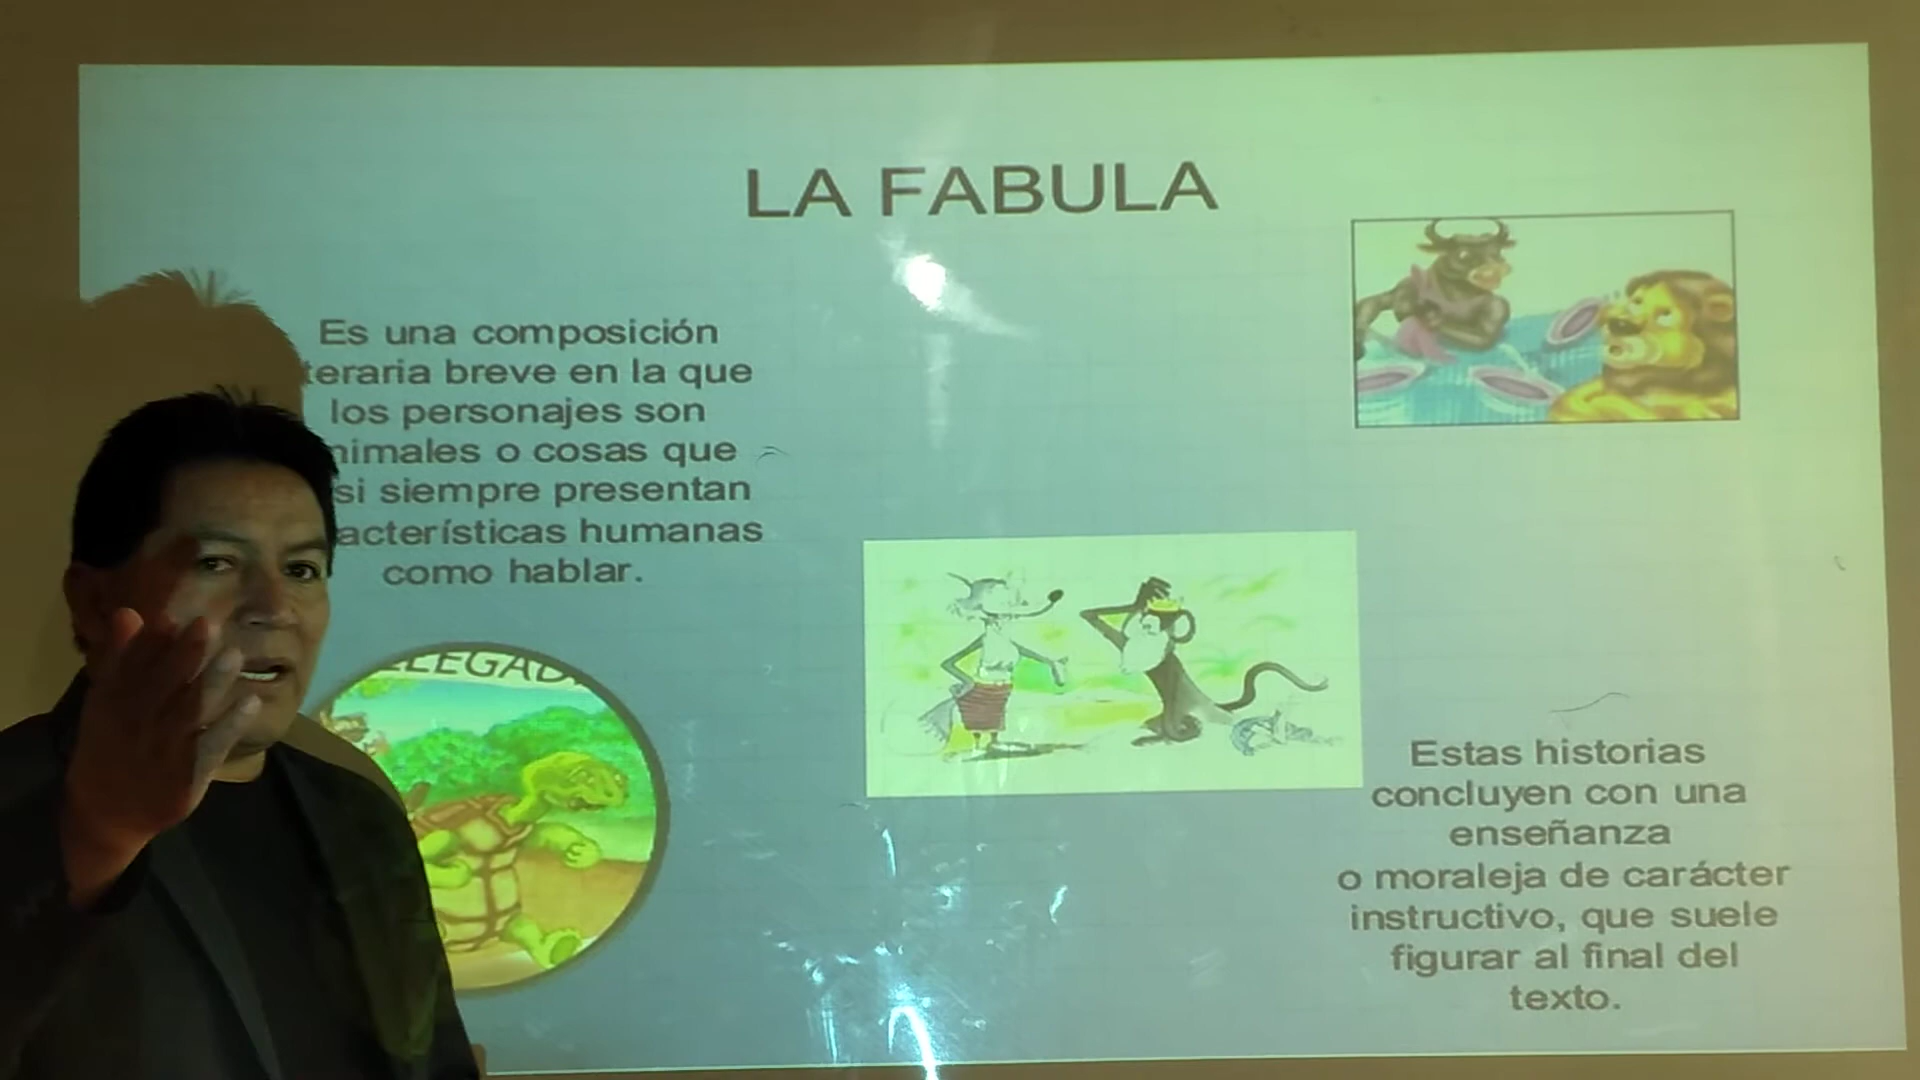 LA FABULA
Es una composición
teraria breve en la que
los personajes son
nimales o cosas que
si siempre presentan
acterísticas humanas
como hablar.
LEGAD
Estas historias
concluyen con una
enseñanza
o moraleja de carácter
instructivo, que suele
figurar al final del
texto.